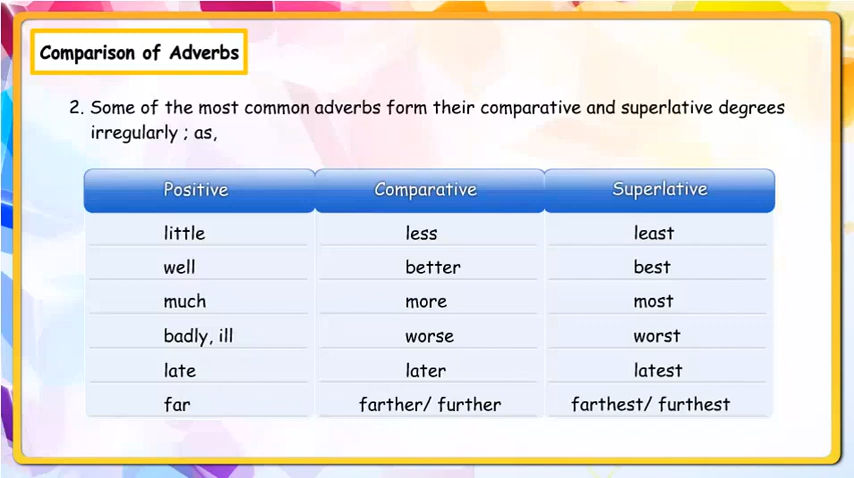 Comparison of Adverbs
2. Some of the most common adverbs form their comparative and superlative degrees
irregularly ; as,
Positive Comparative Superlative
little less least
well better best
much more most
badly, ill worse worst
late later latest
far farther/ further farthest/ furthest